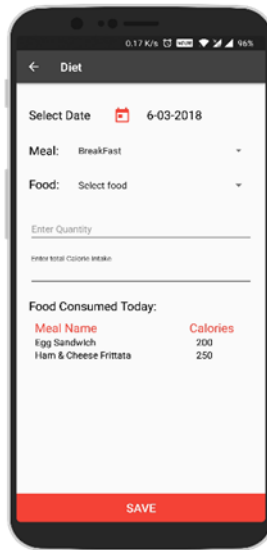 0.17 K/s 96%
Diet
Select Date 6-03-2018
Meal: BreakFast
Food: Select food
Enter Quantity
Enter total Calorie Intake
Food Consumed Today:
Meal Name Calories
Egg Sandwich 200
Ham & Cheese Frittata 250
SAVE